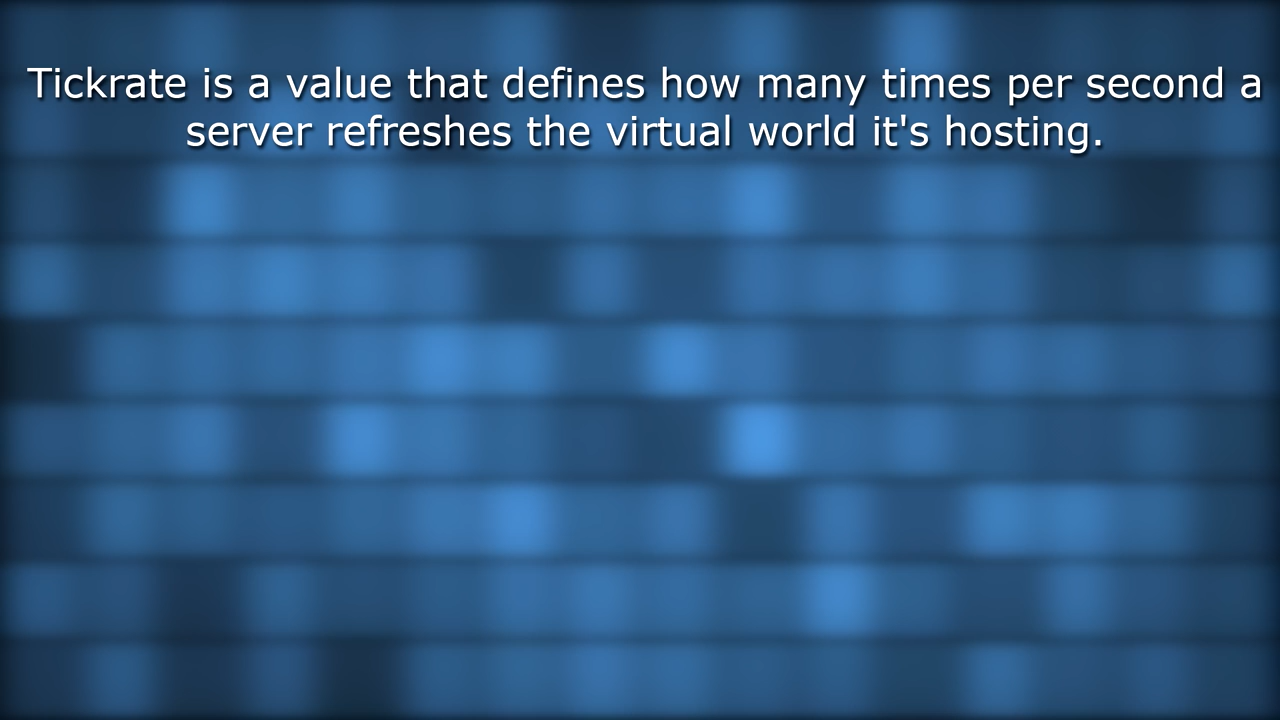 Tickrate is a value that defines how many times per second a
server refreshes the virtual world it's hosting.